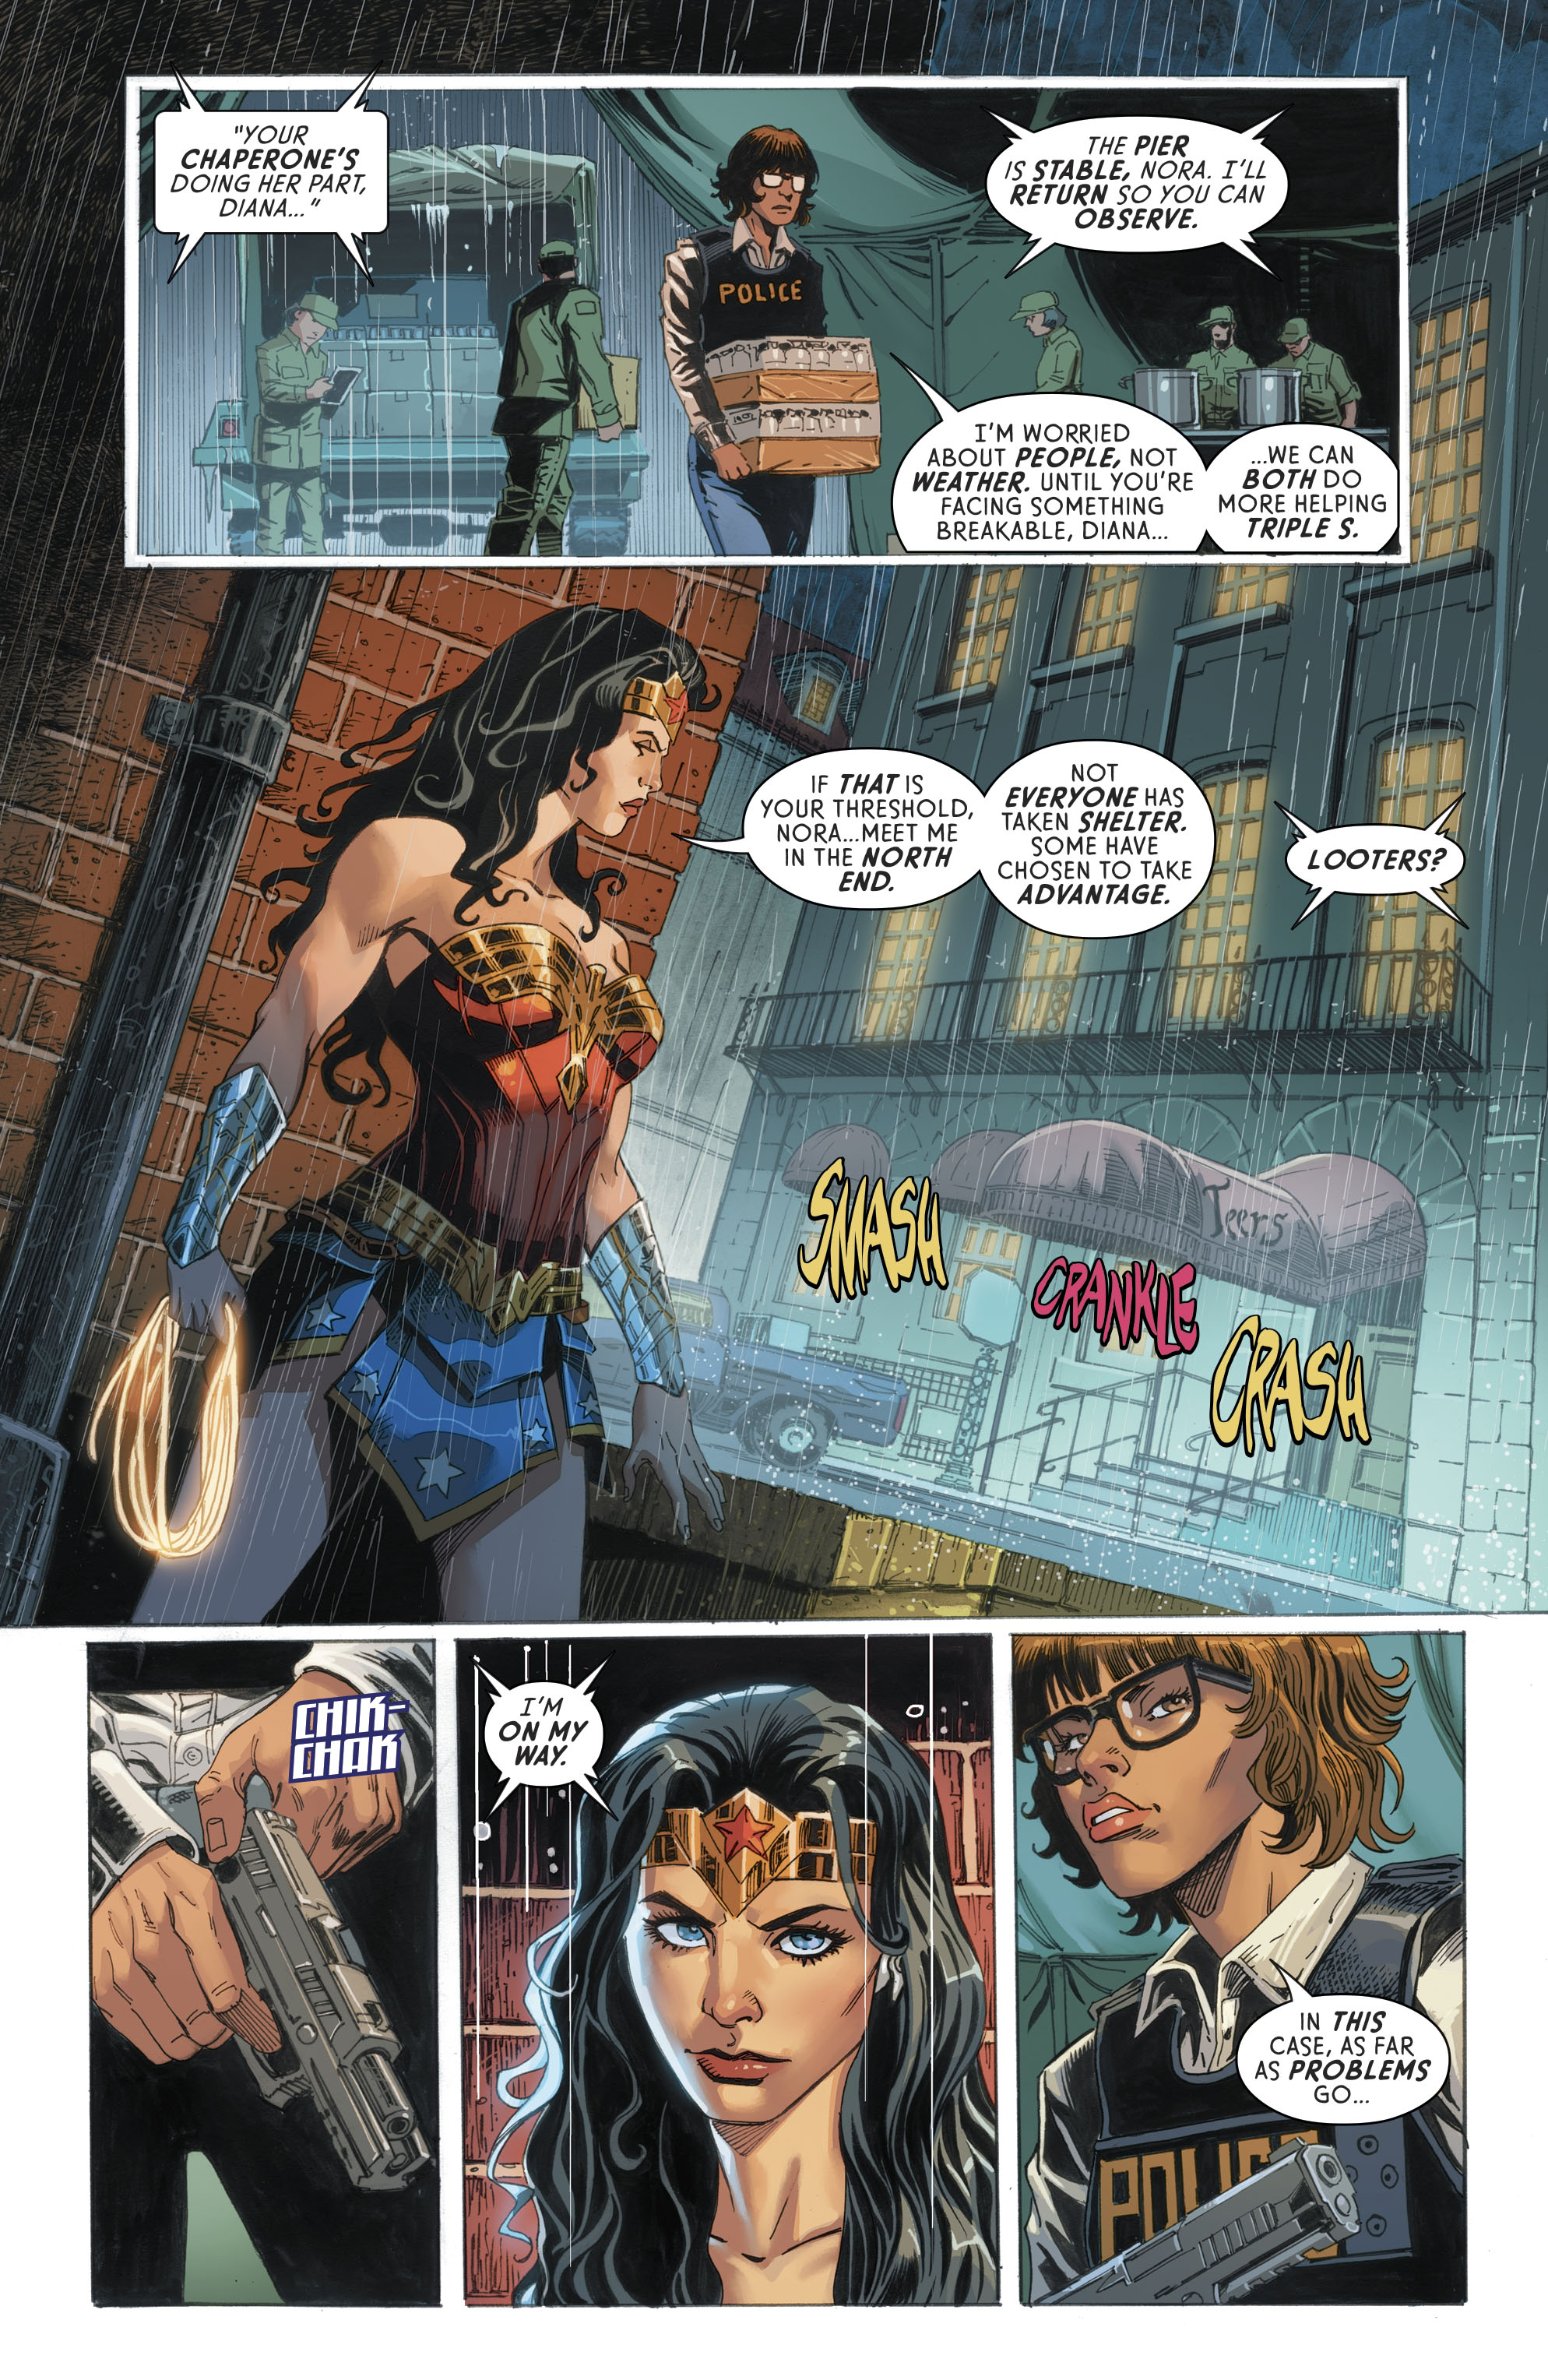 "YOUR
CHAPERONE'S
DOING HER PART,
DIANA..."
THE PIER
IS STABLE, NORA. I'LL
RETURN SO YOU CAN
OBSERVE.
POLICE
I'M WORRIED
ABOUT PEOPLE, NOT
WEATHER. UNTIL YOU'RE
FACING SOMETHING
BREAKABLE, DIANA...
...WE CAN
BOTH DO
MORE HELPING
TRIPLE S.
IF THAT IS
YOUR THRESHOLD,
NORA...MEET ME
IN THE NORTH
END.
NOT
EVERYONE HAS
TAKEN SHELTER.
SOME HAVE
CHOSEN TO TAKE
ADVANTAGE.
LOOTERS?
SMASH
Teers
CRANKLE
CRASH
CHIK-
CHAK
I'M
ON MY
WAY.
IN THIS
CASE, AS FAR
AS PROBLEMS
GO...
POLICE